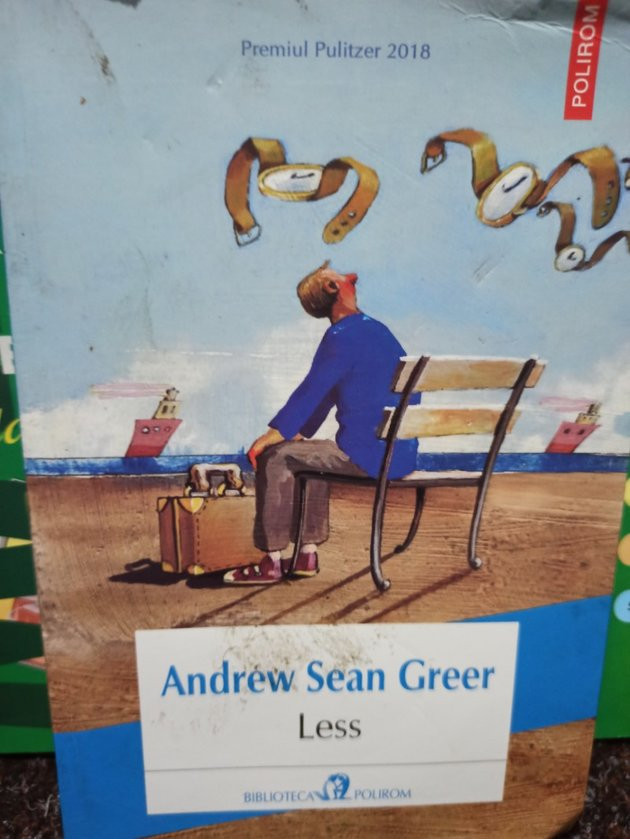 Premiul Pulitzer 2018
POLIROM
Andrew Sean Greer
Less
BIBLIOTECA POLIROM